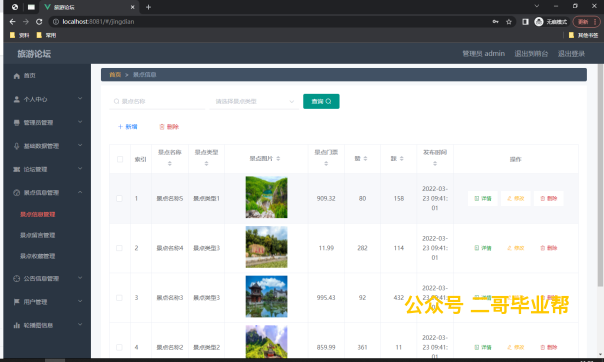 旅游论坛
localhost:8081/#/jingdian
无痕模式
更新
资料
常用
其他书签
旅游论坛
管理员 admin
退出到前台
退出登录
首页
个人中心
管理员管理
基础数据管理
论坛管理
景点信息管理
景点信息管理
景点留言管理
景点收藏管理
公告信息管理
用户管理
轮播图信息
首页 > 景点信息
景点名称
请选择景点类型
查询
+ 新增
删除
索引 景点名称 景点类型 景点图片 景点门票 发布时间 操作
1 景点名称5 景点类型1 909.32 80 158 2022-03-23 09:41:01 详情 修改 删除
2 景点名称4 景点类型3 11.99 282 114 2022-03-23 09:41:01 详情 修改 删除
3 景点名称3 景点类型3 995.43 92 432 2022-03-23 09:41:01
公众号 二哥毕业帮
4 景点名称2 景点类型2 859.99 361 11 2022-03-23 09:41: 详情 修改 删除